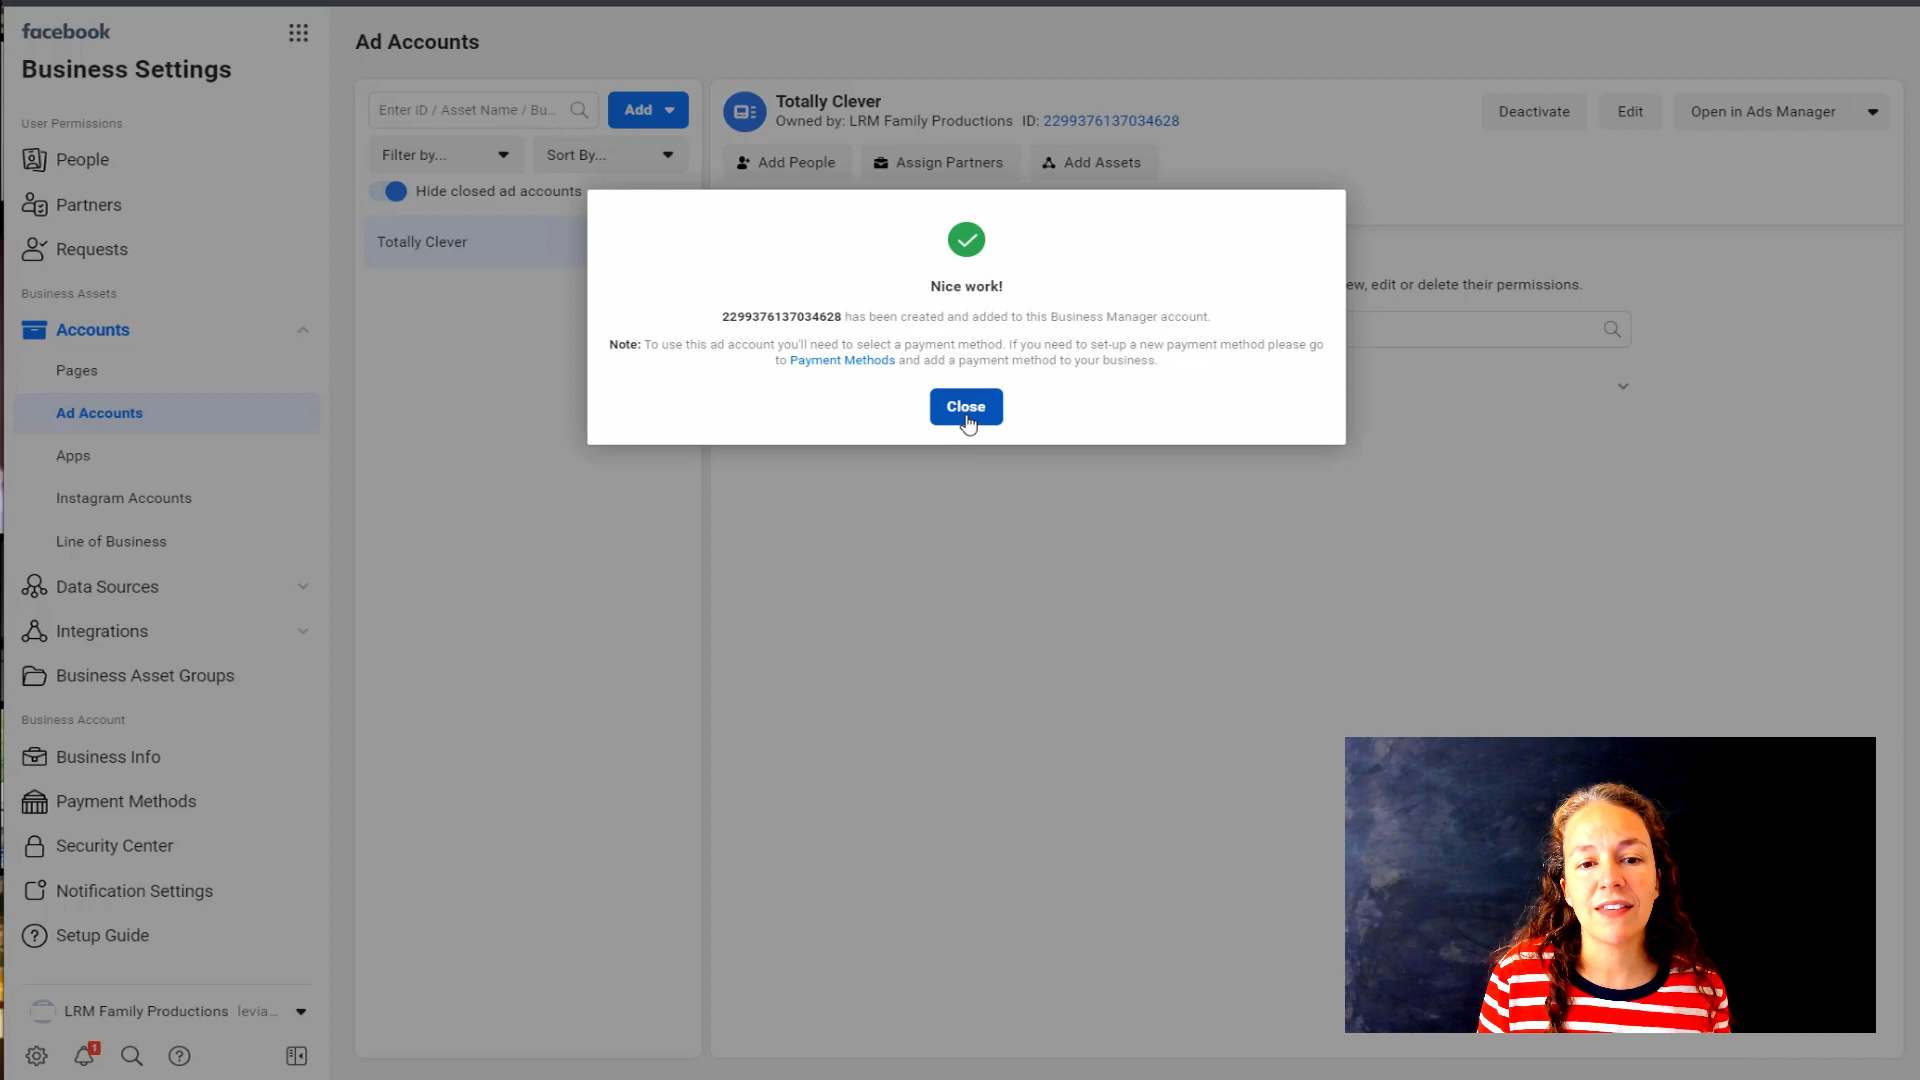 facebook
Business Settings
User Permissions
People
Partners
Requests
Business Assets
Accounts
Pages
Ad Accounts
Apps
Instagram Accounts
Line of Business
Data Sources
Integrations
Business Asset Groups
Business Account
Business Info
Payment Methods
Security Center
Notification Settings
Setup Guide
LRM Family Productions levia...
1
Ad Accounts
Enter ID / Asset Name / Bu...
Add
Filter by...
Sort By...
Hide closed ad accounts
Totally Clever
Totally Clever
Owned by: LRM Family Productions ID: 2299376137034628
Deactivate
Edit
Open in Ads Manager
Add People
Assign Partners
Add Assets
ew, edit or delete their permissions.
Nice work!
2299376137034628 has been created and added to this Business Manager account.
Note: To use this ad account you'll need to select a payment method. If you need to set-up a new payment method please go
to Payment Methods and add a payment method to your business.
Close